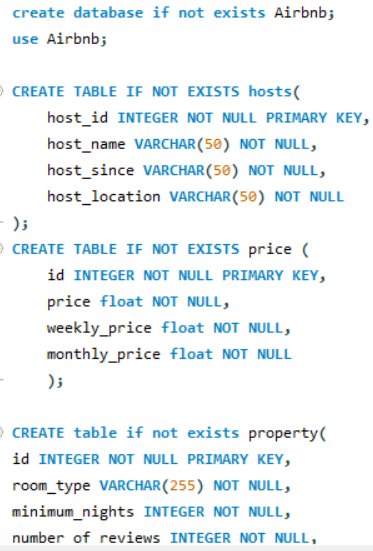 create database if not exists Airbnb;
use Airbnb;
CREATE TABLE IF NOT EXISTS hosts(
host_id INTEGER NOT NULL PRIMARY KEY,
host_name VARCHAR(50) NOT NULL,
host_since VARCHAR(50) NOT NULL,
host_location VARCHAR(50) NOT NULL
);
CREATE TABLE IF NOT EXISTS price (
id INTEGER NOT NULL PRIMARY KEY,
price float NOT NULL,
weekly_price float NOT NULL,
monthly_price float NOT NULL
);
CREATE table if not exists property(
id INTEGER NOT NULL PRIMARY KEY,
room_type VARCHAR(255) NOT NULL,
minimum_nights INTEGER NOT NULL,
number_of_reviews INTEGER NOT NULL,